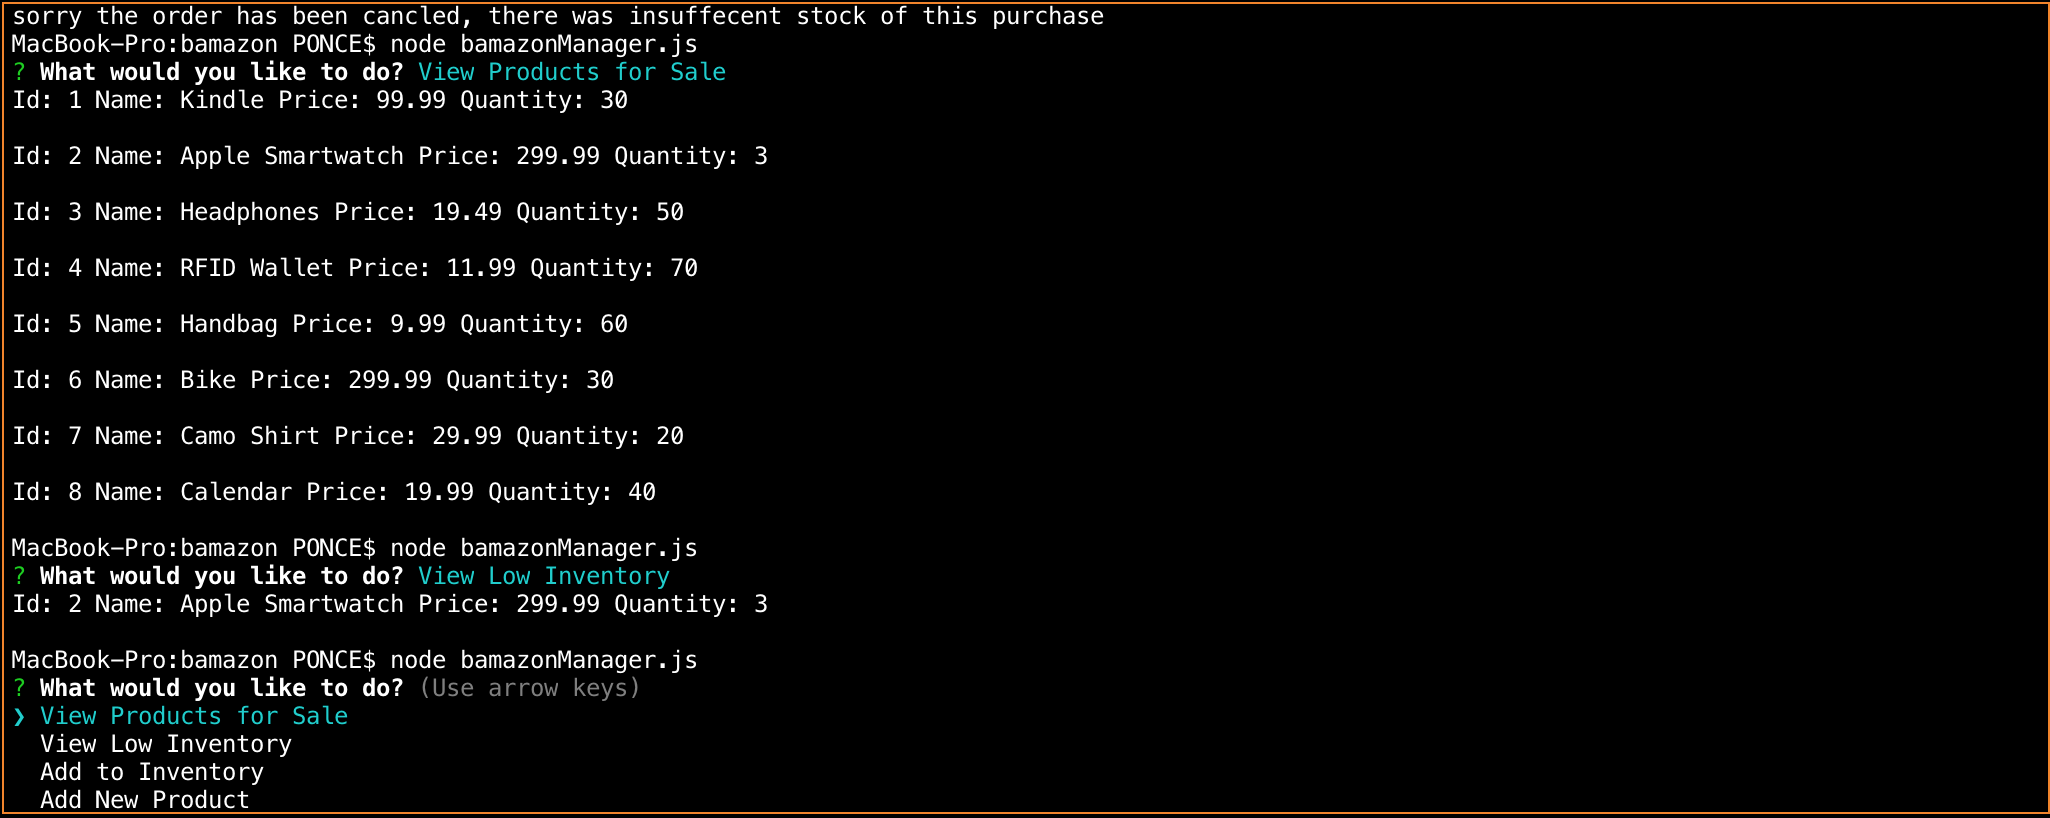 sorry the order has been cancled, there was insuffecent stock of this purchase
MacBook-Pro:bamazon PONCE$ node bamazonManager.js
? What would you like to do? View Products for Sale
Id: 1 Name: Kindle Price: 99.99 Quantity: 30
Id: 2 Name: Apple Smartwatch Price: 299.99 Quantity: 3
Id: 3 Name: Headphones Price: 19.49 Quantity: 50
Id: 4 Name: RFID Wallet Price: 11.99 Quantity: 70
Id: 5 Name: Handbag Price: 9.99 Quantity: 60
Id: 6 Name: Bike Price: 299.99 Quantity: 30
Id: 7 Name: Camo Shirt Price: 29.99 Quantity: 20
Id: 8 Name: Calendar Price: 19.99 Quantity: 40
MacBook-Pro:bamazon PONCE$ node bamazonManager.js
? What would you like to do? View Low Inventory
Id: 2 Name: Apple Smartwatch Price: 299.99 Quantity: 3
MacBook-Pro:bamazon PONCE$ node bamazonManager.js
? What would you like to do? (Use arrow keys)
❯ View Products for Sale
View Low Inventory
Add to Inventory
Add New Product